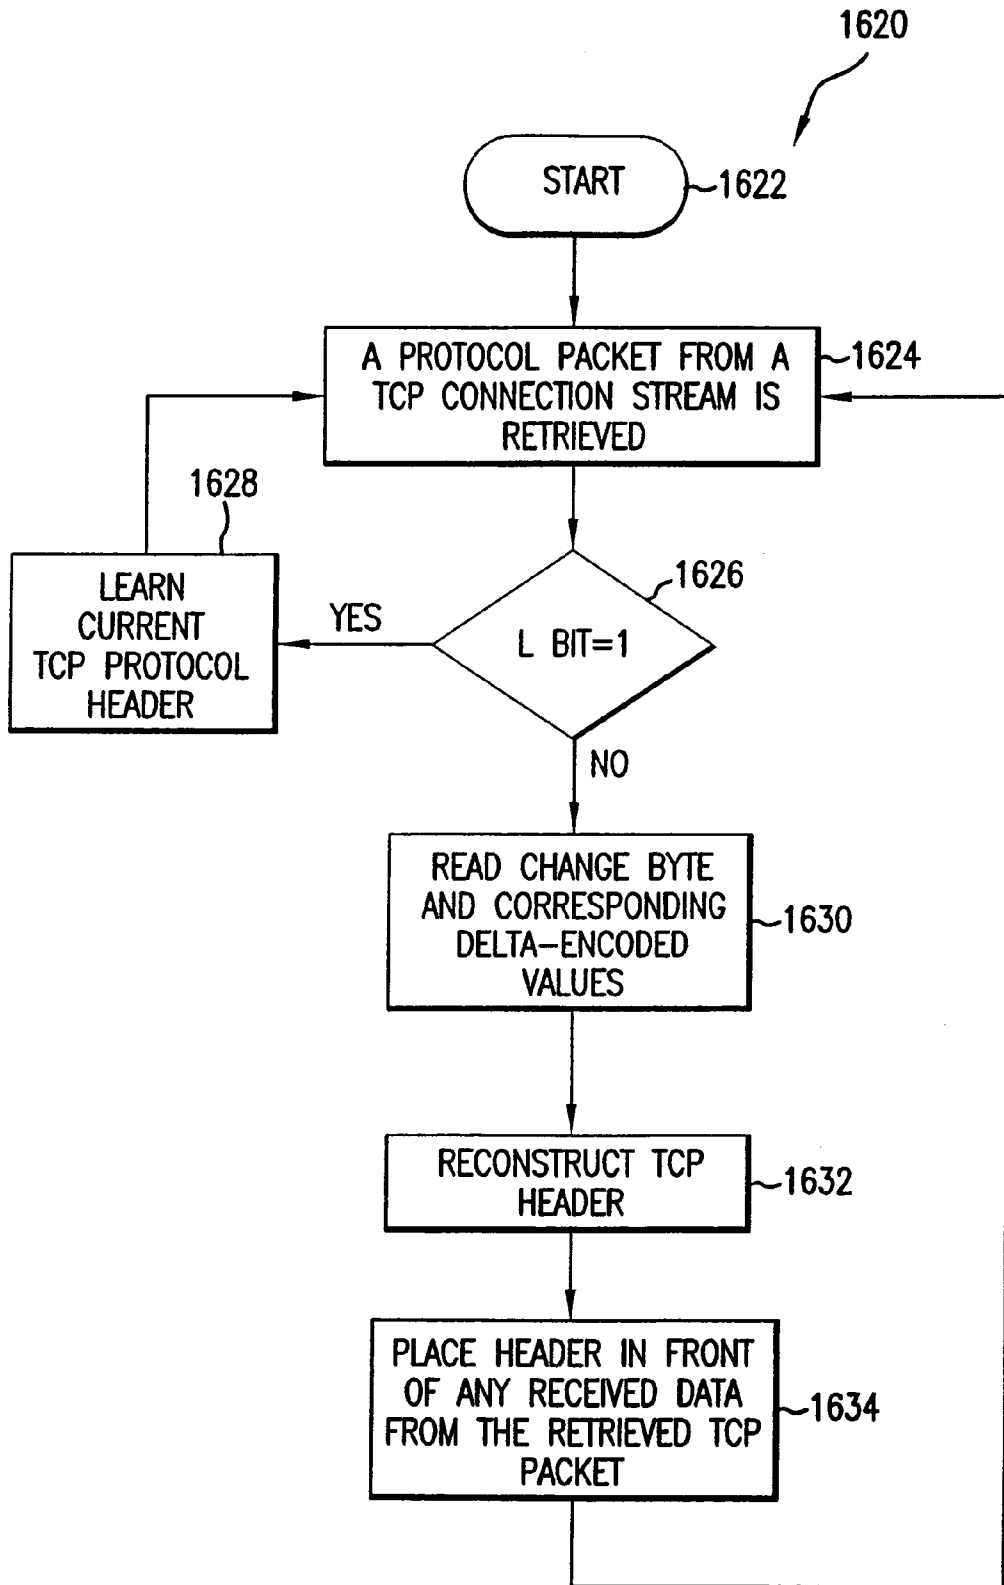 1620
START
1622
A PROTOCOL PACKET FROM A
TCP CONNECTION STREAM IS
RETRIEVED
1624
1628
LEARN
CURRENT
TCP PROTOCOL
HEADER
YES
L BIT=1
1626
NO
READ CHANGE BYTE
AND CORRESPONDING
DELTA-ENCODED
VALUES
1630
RECONSTRUCT TCP
HEADER
1632
PLACE HEADER IN FRONT
OF ANY RECEIVED DATA
FROM THE RETRIEVED TCP
PACKET
1634